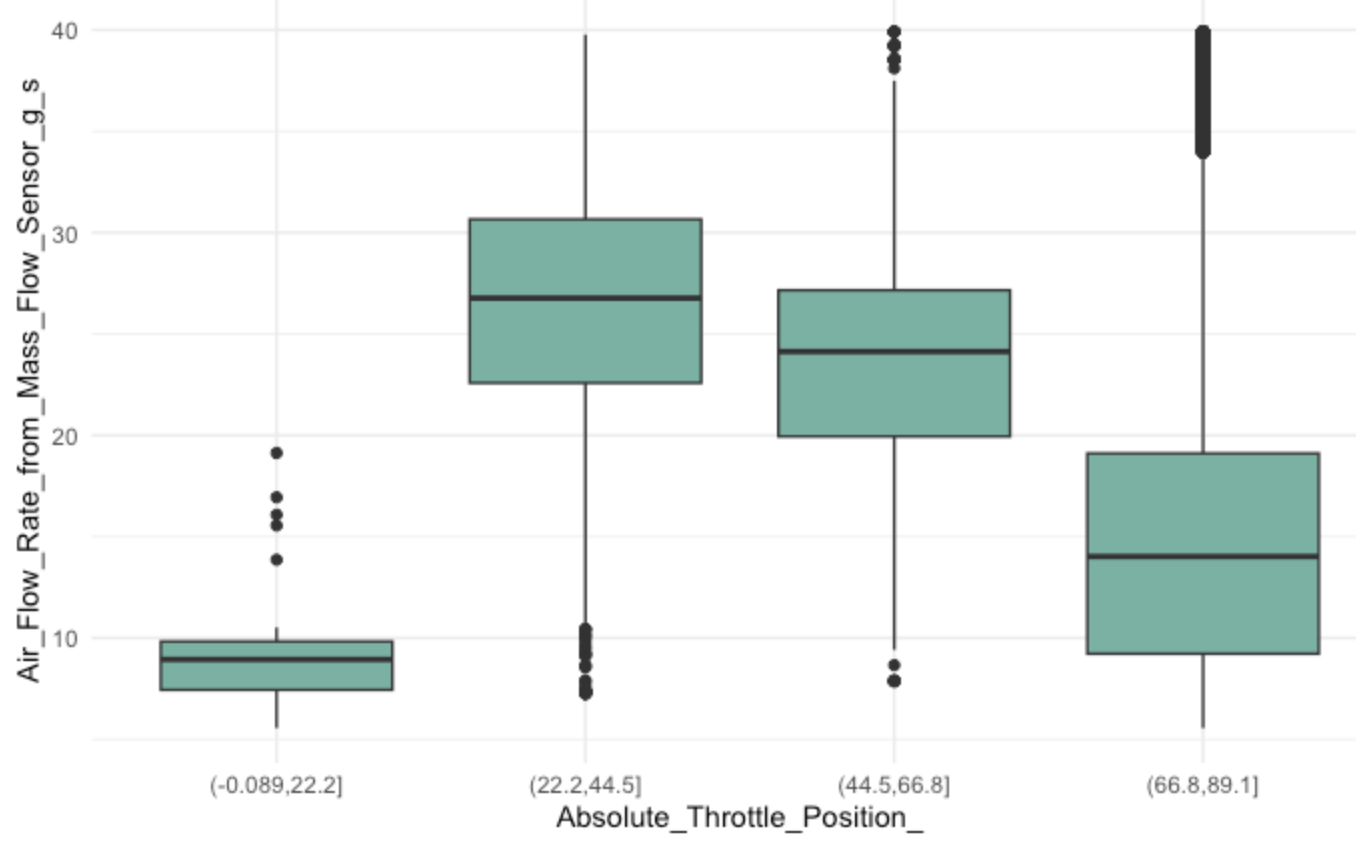 Air_Flow_Rate_from_Mass_Flow_Sensor_g_s
40
30
20
10
(-0.089,22.2] (22.2,44.5] (44.5,66.8] (66.8,89.1]
Absolute_Throttle_Position_